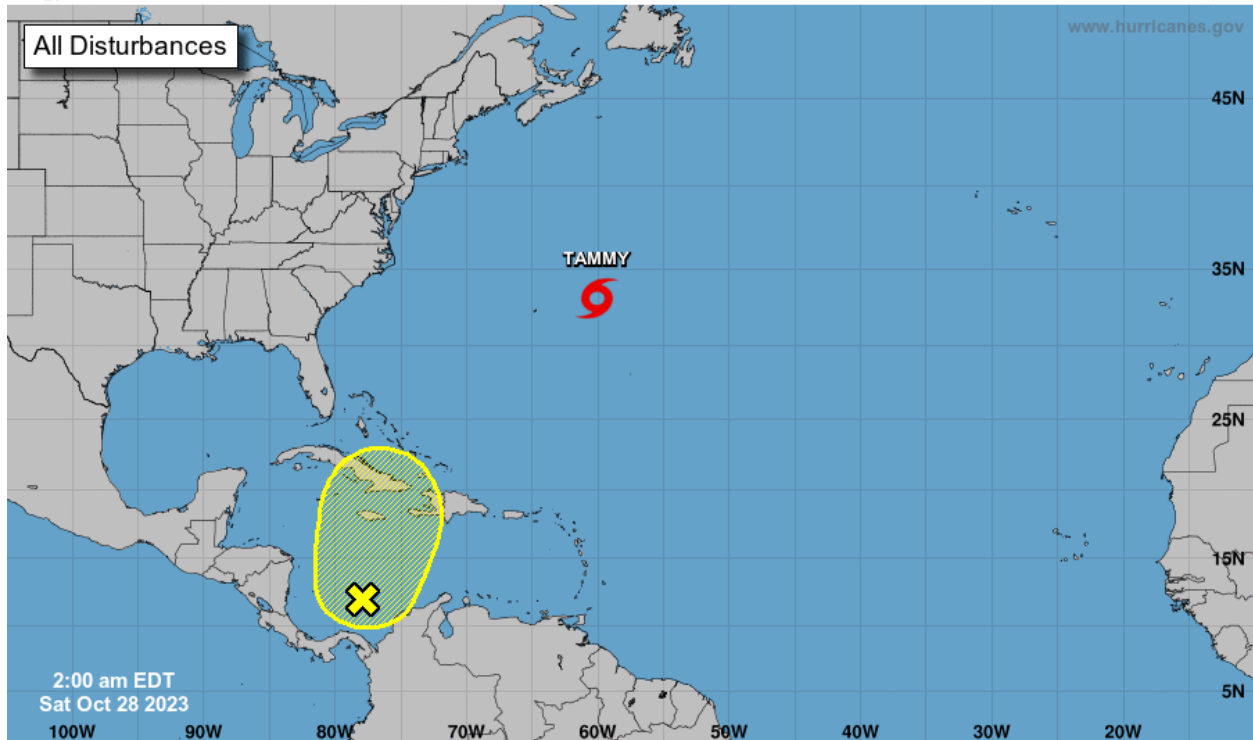 All Disturbances
www.hurricanes.gov
45N
TAMMY
35N
25N
15N
2:00 am EDT
Sat Oct 28 2023
5N
100W 90W 80W 70W 60W 50W 40W 30W 20W